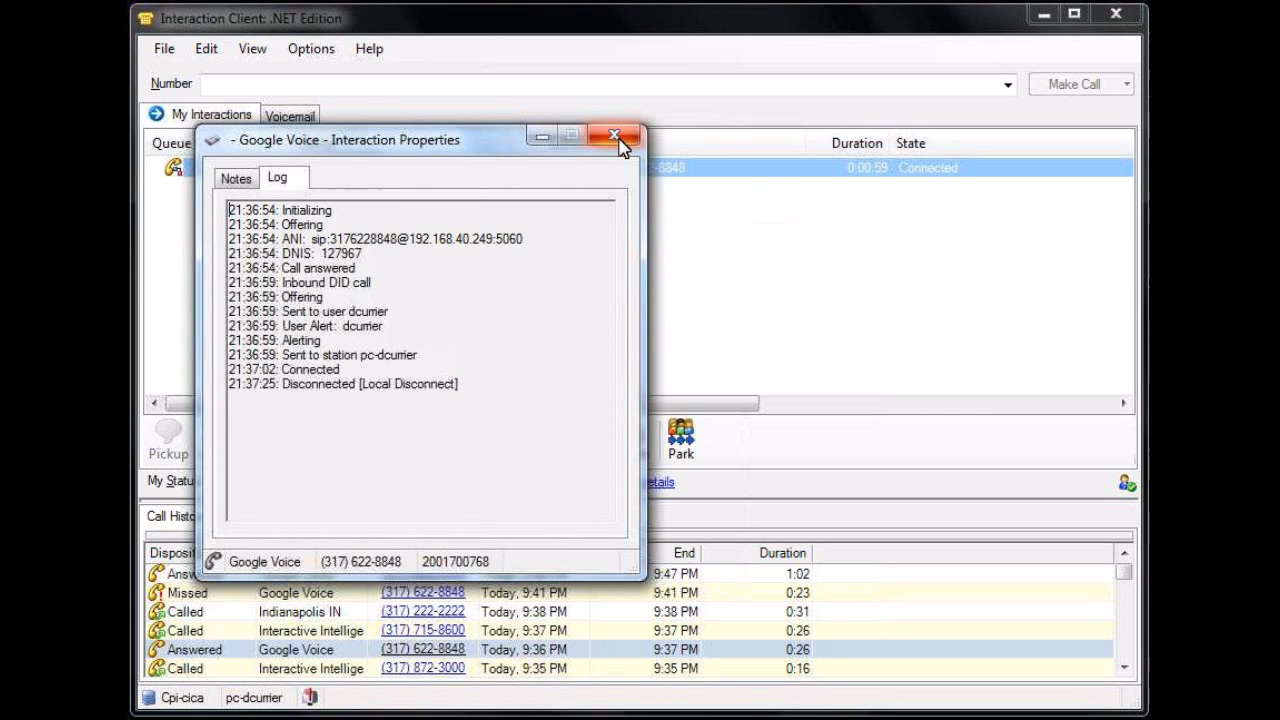 Interaction Client: .NET Edition
File Edit View Options Help
Number
Make Call
My Interactions Voicemail
Queue Duration State
-8848 0:00:59 Connected
- Google Voice - Interaction Properties
Notes Log
21:36:54: Initializing
21:36:54: Offering
21:36:54: ANI: sip:3176228848@192.168.40.249:5060
21:36:54: DNIS: 127967
21:36:54: Call answered
21:36:59: Inbound DID call
21:36:59: Offering
21:36:59: Sent to user dcurrier
21:36:59: User Alert: dcurrier
21:36:59: Alerting
21:36:59: Sent to station pc-dcurrier
21:37:02: Connected
21:37:25: Disconnected [Local Disconnect]
Google Voice (317) 622-8848 2001700768
Pickup Park
My Statu etails
Call Histo
Disposit End Duration
Answ 9:47 PM 1:02
Missed Google Voice (317) 622-8848 Today, 9:41 PM 9:41 PM 0:23
Called Indianapolis IN (317) 222-2222 Today, 9:38 PM 9:38 PM 0:31
Called Interactive Intellige (317) 715-8600 Today, 9:37 PM 9:37 PM 0:26
Answered Google Voice (317) 622-8848 Today, 9:36 PM 9:37 PM 0:26
Called Interactive Intellige (317) 872-3000 Today, 9:35 PM 9:35 PM 0:16
Cpi-cica pc-dcurrier